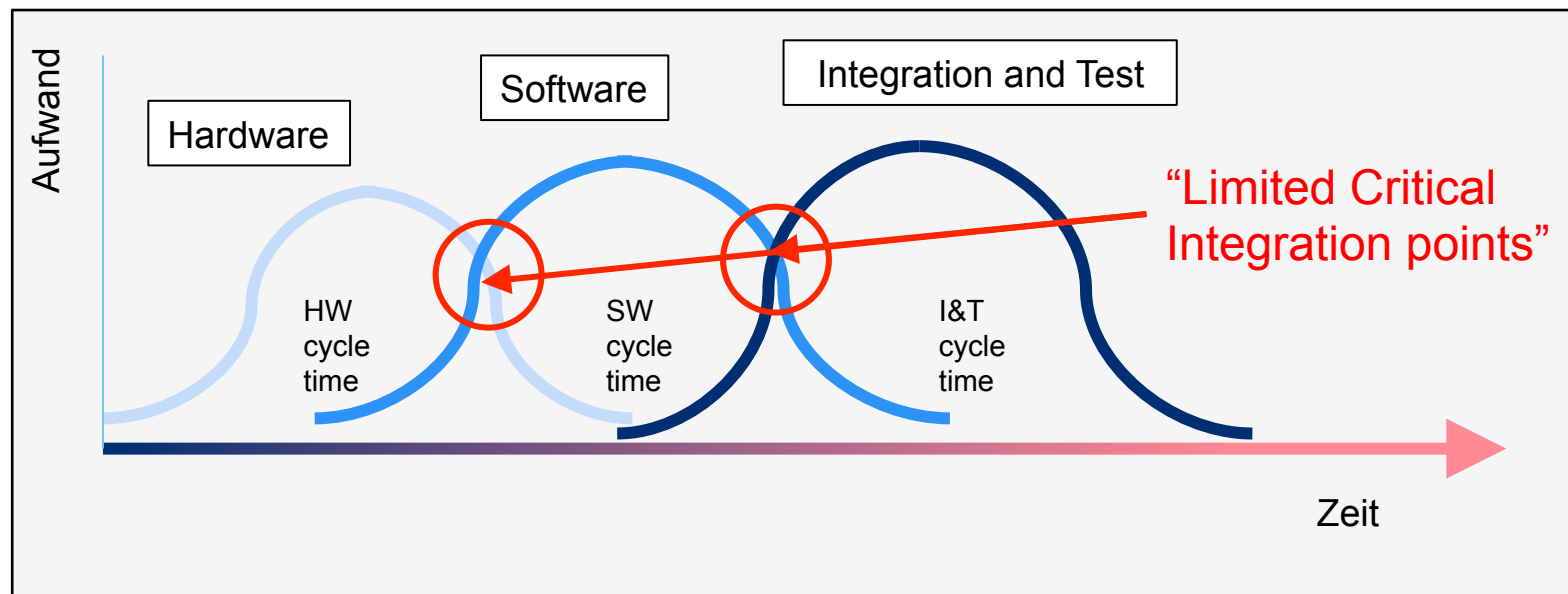 Aufwand
Hardware
Software
Integration and Test
“Limited Critical
Integration points”
HW
cycle
time
SW
cycle
time
I&T
cycle
time
Zeit